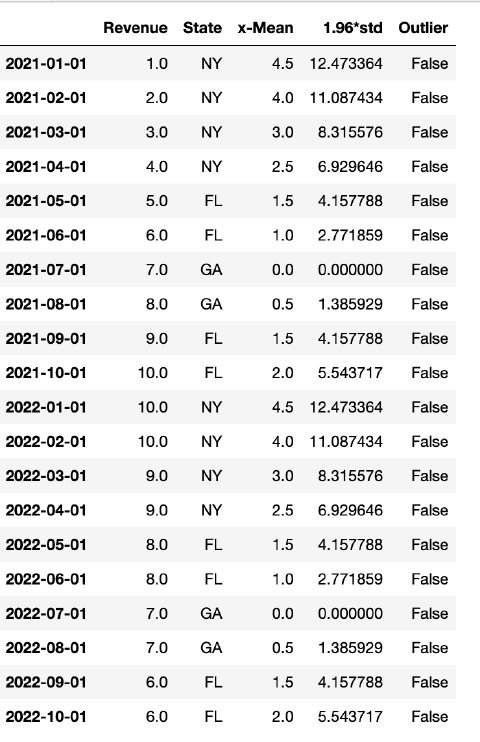 Revenue State x-Mean 1.96*std Outlier
2021-01-01 1.0 NY 4.5 12.473364 False
2021-02-01 2.0 NY 4.0 11.087434 False
2021-03-01 3.0 NY 3.0 8.315576 False
2021-04-01 4.0 NY 2.5 6.929646 False
2021-05-01 5.0 FL 1.5 4.157788 False
2021-06-01 6.0 FL 1.0 2.771859 False
2021-07-01 7.0 GA 0.0 0.000000 False
2021-08-01 8.0 GA 0.5 1.385929 False
2021-09-01 9.0 FL 1.5 4.157788 False
2021-10-01 10.0 FL 2.0 5.543717 False
2022-01-01 10.0 NY 4.5 12.473364 False
2022-02-01 10.0 NY 4.0 11.087434 False
2022-03-01 9.0 NY 3.0 8.315576 False
2022-04-01 9.0 NY 2.5 6.929646 False
2022-05-01 8.0 FL 1.5 4.157788 False
2022-06-01 8.0 FL 1.0 2.771859 False
2022-07-01 7.0 GA 0.0 0.000000 False
2022-08-01 7.0 GA 0.5 1.385929 False
2022-09-01 6.0 FL 1.5 4.157788 False
2022-10-01 6.0 FL 2.0 5.543717 False